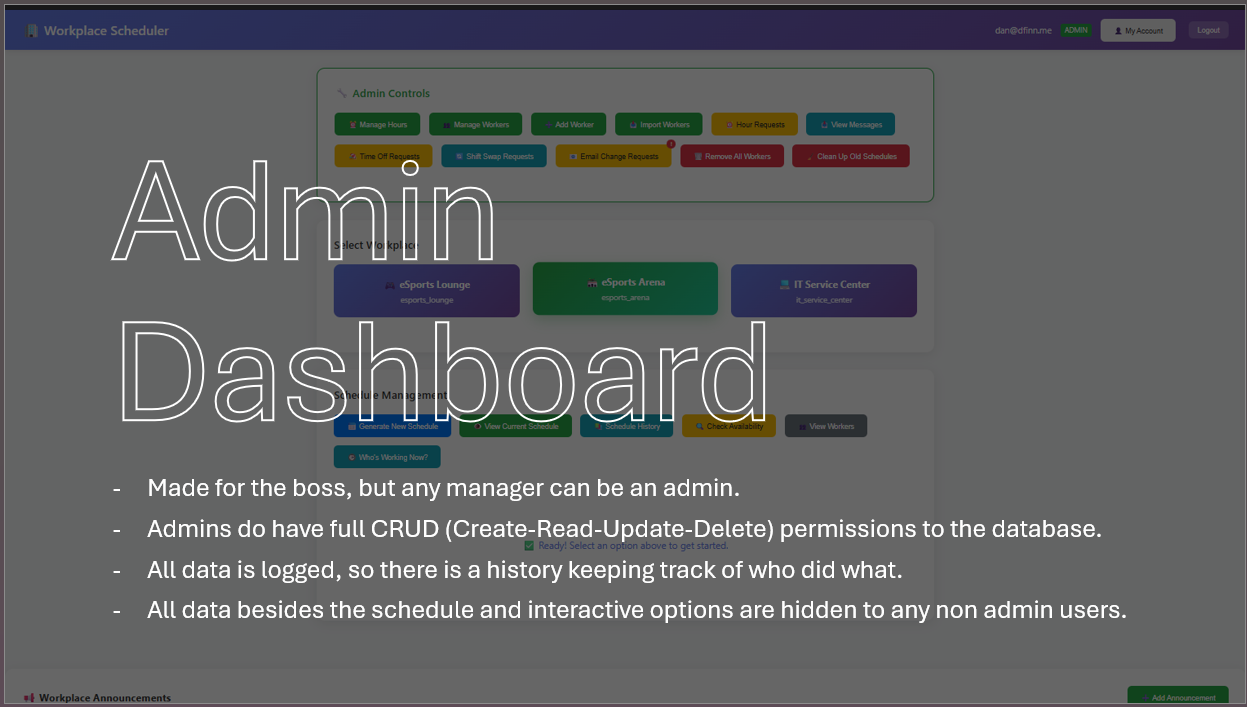 Workplace Scheduler
dan@dfinn.me ADMIN My Account Logout
Admin Controls
Manage Hours Manage Workers Add Worker Import Workers Hour Requests View Messages
Time Off Requests Shift Swap Requests Email Change Requests Remove All Workers Clean Up Old Schedules
Admin
Select Workplace
eSports Lounge eSports Arena IT Service Center
esports_lounge esports_arena it_service_center
Dashboard
Schedule Management
Generate New Schedule View Current Schedule Schedule History Check Availability View Workers
Who's Working Now?
- Made for the boss, but any manager can be an admin.
- Admins do have full CRUD (Create-Read-Update-Delete) permissions to the database.
Ready! Select an option above to get started.
- All data is logged, so there is a history keeping track of who did what.
- All data besides the schedule and interactive options are hidden to any non admin users.
Workplace Announcements
Add Announcement